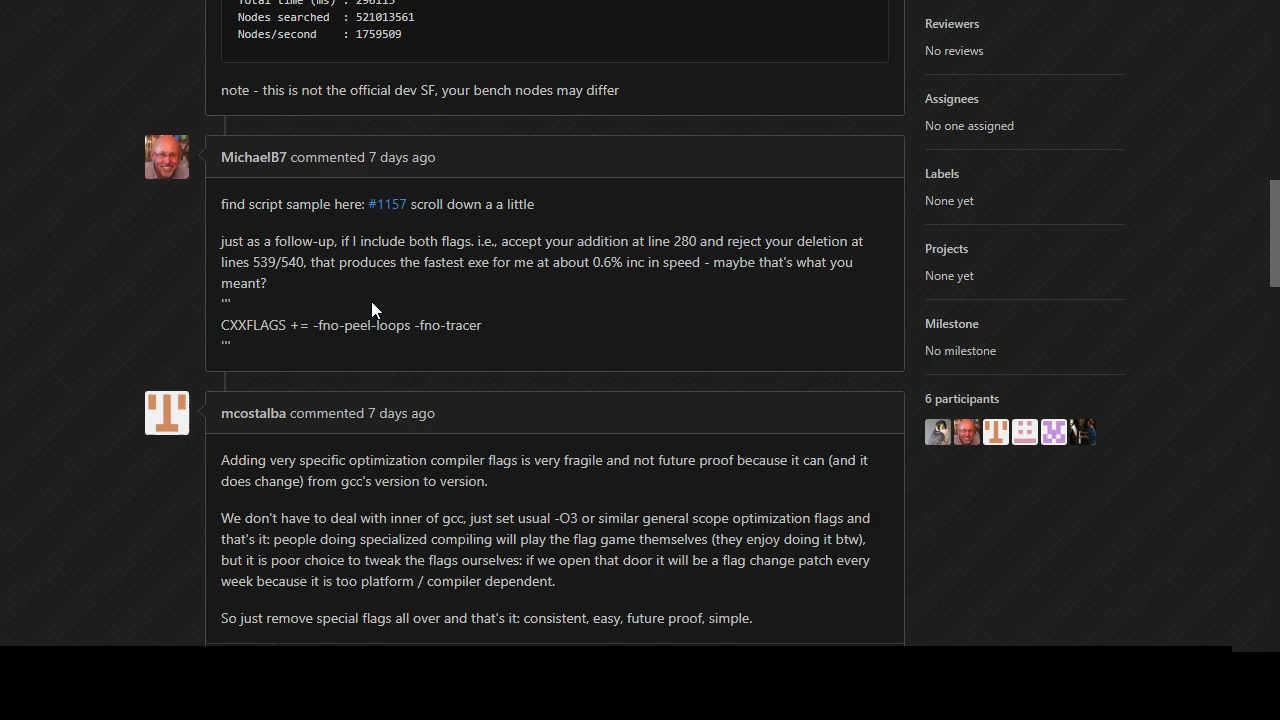 Total time (ms) : 296115
Nodes searched  : 521013561
Nodes/second    : 1759509
note - this is not the official dev SF, your bench nodes may differ
MichaelB7 commented 7 days ago
find script sample here: #1157 scroll down a a little
just as a follow-up, if I include both flags. i.e., accept your addition at line 280 and reject your deletion at
lines 539/540, that produces the fastest exe for me at about 0.6% inc in speed - maybe that's what you
meant?
'''
CXXFLAGS += -fno-peel-loops -fno-tracer
'''
mcostalba commented 7 days ago
Adding very specific optimization compiler flags is very fragile and not future proof because it can (and it
does change) from gcc's version to version.
We don't have to deal with inner of gcc, just set usual -O3 or similar general scope optimization flags and
that's it: people doing specialized compiling will play the flag game themselves (they enjoy doing it btw),
but it is poor choice to tweak the flags ourselves: if we open that door it will be a flag change patch every
week because it is too platform / compiler dependent.
So just remove special flags all over and that's it: consistent, easy, future proof, simple.
Reviewers
No reviews
Assignees
No one assigned
Labels
None yet
Projects
None yet
Milestone
No milestone
6 participants